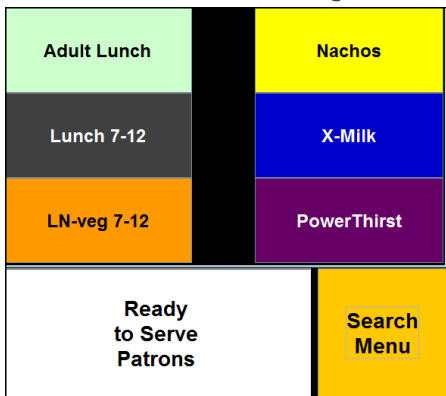 Adult Lunch
Nachos
Lunch 7-12
X-Milk
LN-veg 7-12
PowerThirst
Ready
to Serve
Patrons
Search
Menu